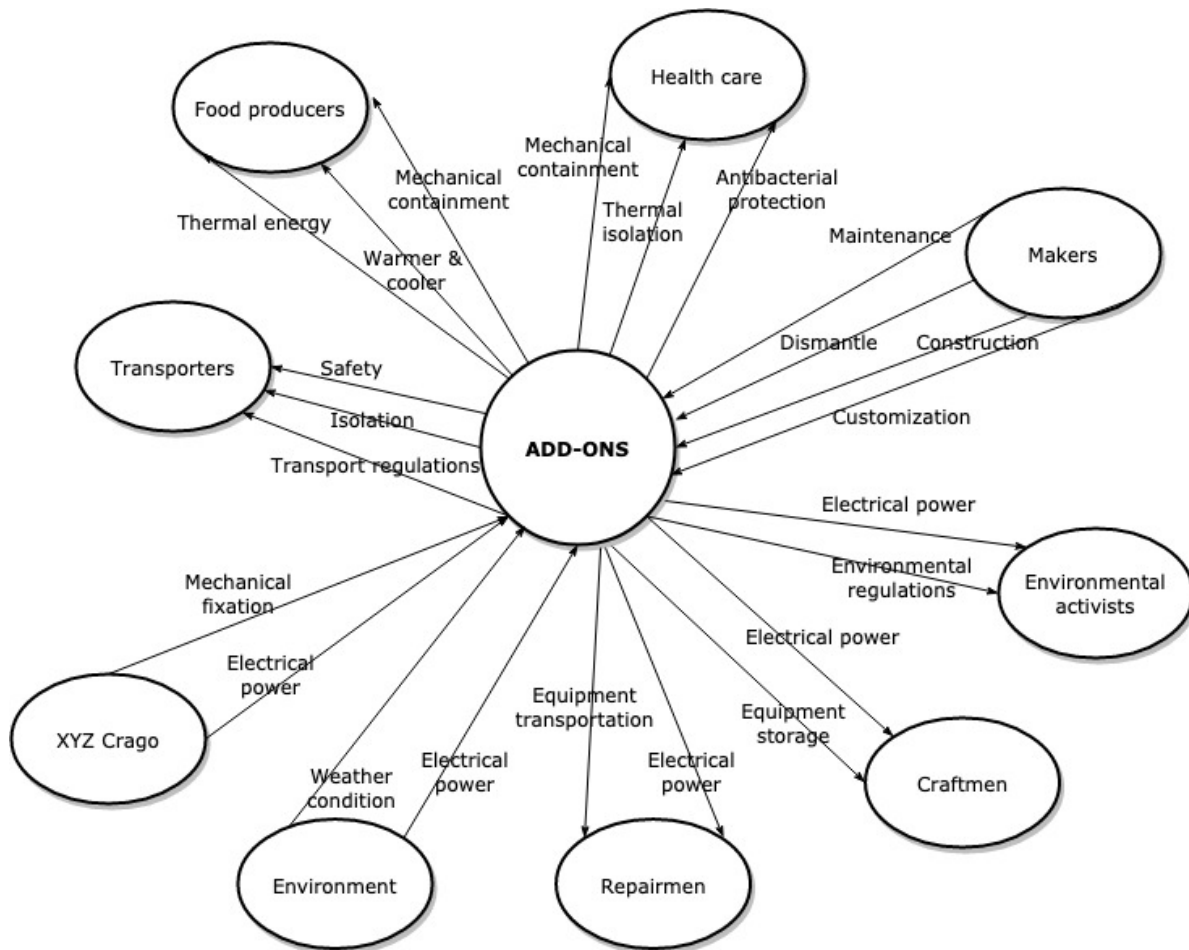 Health care
Food producers
Mechanical
containment
Mechanical
containment
Antibacterial
protection
Thermal energy
Thermal
isolation
Maintenance
Makers
Warmer &
cooler
Transporters
Safety
Dismantle
Construction
Isolation
Customization
ADD-ONS
Transport regulations
Electrical power
Mechanical
fixation
Environmental
regulations
Environmental
activists
Electrical power
Electrical
power
Equipment
transportation
Equipment
storage
XYZ Crago
Weather
condition
Electrical
power
Electrical
power
Craftmen
Environment
Repairmen